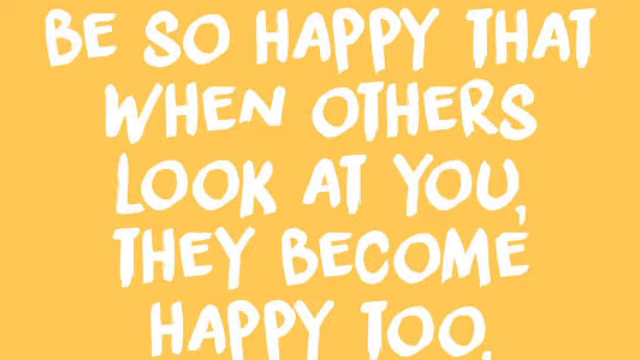 BE SO HAPPY THAT
WHEN OTHERS
LOOK AT YOU,
THEY BECOME
HAPPY TOO.